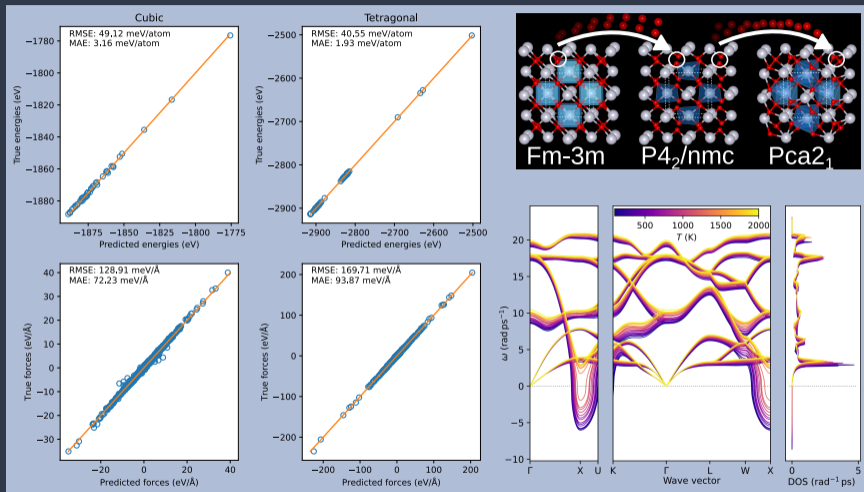 Cubic
RMSE: 49.12 meV/atom
MAE: 3.16 meV/atom
−1780
−1800
−1820
−1840
−1860
−1880
True energies (eV)
−1875
−1850
−1825
−1800
−1775
Predicted energies (eV)
Tetragonal
RMSE: 40.55 meV/atom
MAE: 1.93 meV/atom
−2500
−2600
−2700
−2800
−2900
True energies (eV)
−2900
−2800
−2700
−2600
−2500
Predicted energies (eV)
Fm-3m
P4₂/nmc
Pca2₁
RMSE: 128.91 meV/Å
MAE: 72.23 meV/Å
40
30
20
10
0
−10
−20
−30
True forces (eV/Å)
−20
0
20
40
Predicted forces (eV/Å)
RMSE: 169.71 meV/Å
MAE: 93.87 meV/Å
200
100
0
−100
−200
True forces (eV/Å)
−200
−100
0
100
200
Predicted forces (eV/Å)
500
1000
1500
2000
T (K)
20
15
10
5
0
−5
−10
ω (rad ps⁻¹)
Γ
X
U
K
Γ
L
W
X
Wave vector
0
5
DOS (rad⁻¹ ps)